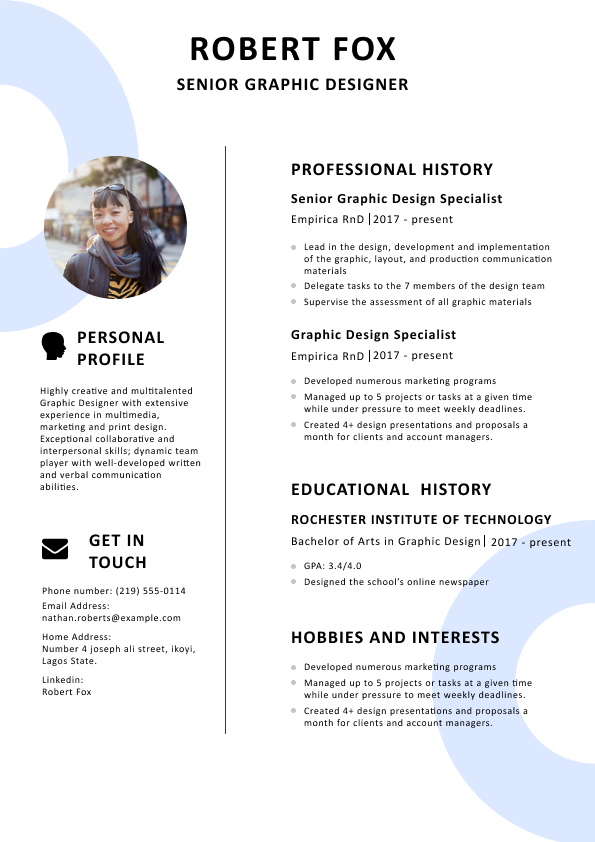 ROBERT FOX
SENIOR GRAPHIC DESIGNER
PERSONAL
PROFILE
Highly creative and multitalented
Graphic Designer with extensive
experience in multimedia,
marketing and print design.
Exceptional collaborative and
interpersonal skills; dynamic team
player with well-developed written
and verbal communication
abilities.
GET IN
TOUCH
Phone number: (219) 555-0114
Email Address:
nathan.roberts@example.com
Home Address:
Number 4 joseph ali street, ikoyi,
Lagos State.
Linkedin:
Robert Fox
PROFESSIONAL HISTORY
Senior Graphic Design Specialist
Empirica RnD | 2017 - present
Lead in the design, development and implementation
of the graphic, layout, and production communication
materials
Delegate tasks to the 7 members of the design team
Supervise the assessment of all graphic materials
Graphic Design Specialist
Empirica RnD | 2017 - present
Developed numerous marketing programs
Managed up to 5 projects or tasks at a given time
while under pressure to meet weekly deadlines.
Created 4+ design presentations and proposals a
month for clients and account managers.
EDUCATIONAL HISTORY
ROCHESTER INSTITUTE OF TECHNOLOGY
Bachelor of Arts in Graphic Design | 2017 - present
GPA: 3.4/4.0
Designed the school's online newspaper
HOBBIES AND INTERESTS
Developed numerous marketing programs
Managed up to 5 projects or tasks at a given time
while under pressure to meet weekly deadlines.
Created 4+ design presentations and proposals a
month for clients and account managers.